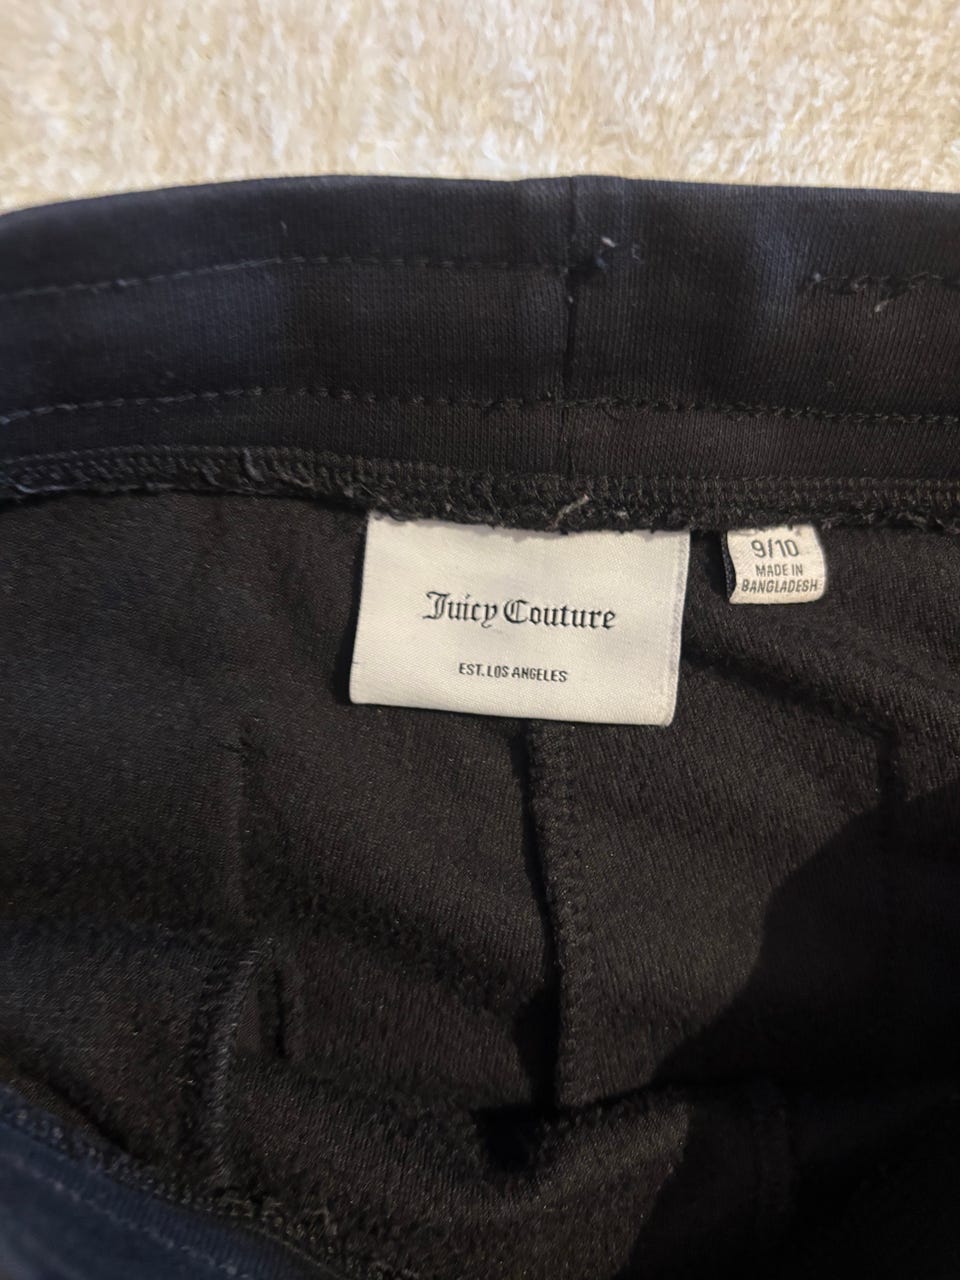 Juicy Couture
EST. LOS ANGELES
9/10
MADE IN
BANGLADESH